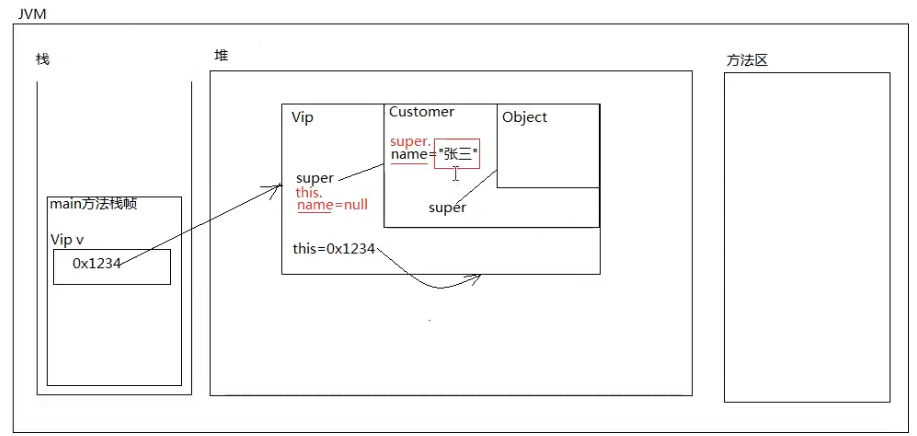 JVM
栈
堆
方法区
Vip
Customer
Object
super.
name="张三"
super
this.
name=null
super
main方法栈帧
Vip v
0x1234
this=0x1234